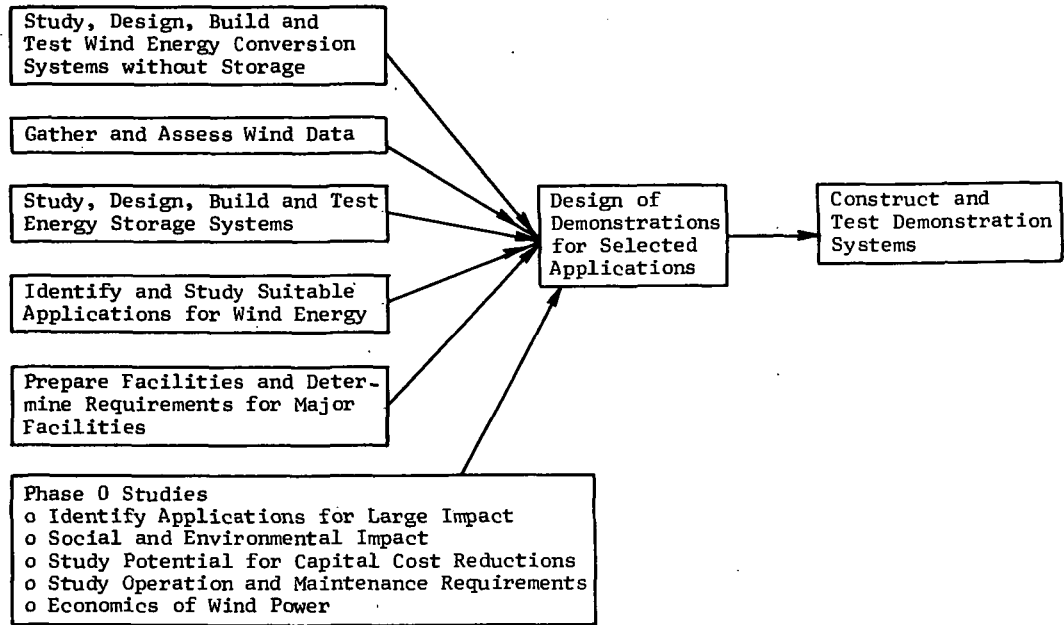 Study, Design, Build and
Test Wind Energy Conversion
Systems without Storage
Gather and Assess Wind Data
Study, Design, Build and Test
Energy Storage Systems
Identify and Study Suitable
Applications for Wind Energy
Prepare Facilities and Deter-
mine Requirements for Major
Facilities
Phase 0 Studies
o Identify Applications for Large Impact
o Social and Environmental Impact
o Study Potential for Capital Cost Reductions
o Study Operation and Maintenance Requirements
o Economics of Wind Power
Design of
Demonstrations
for Selected
Applications
Construct and
Test Demonstration
Systems